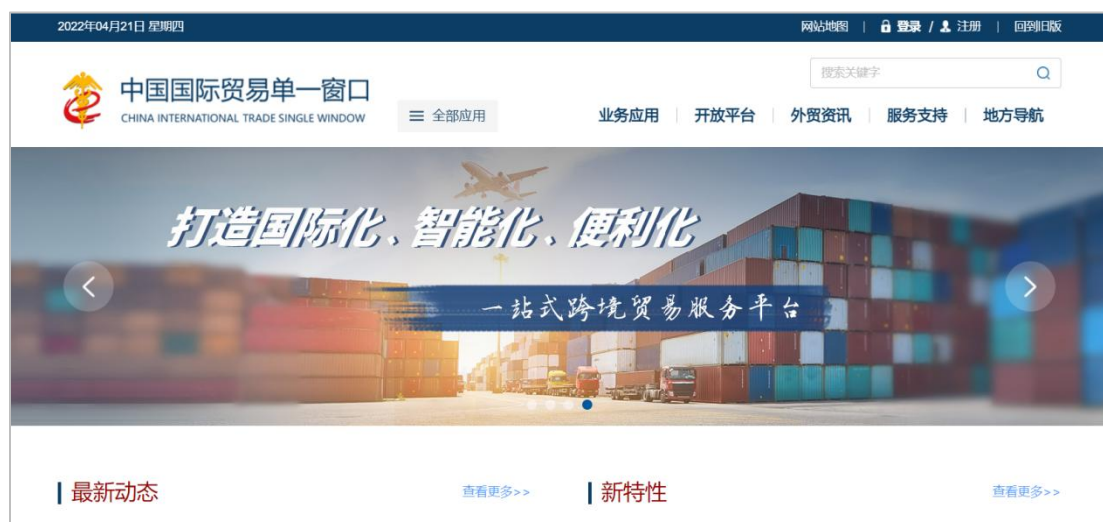 2022年04月21日 星期四
网站地图 | 登录 / 注册 | 回到旧版
搜索关键字
中国国际贸易单一窗口
CHINA INTERNATIONAL TRADE SINGLE WINDOW
全部应用
业务应用 | 开放平台 | 外贸资讯 | 服务支持 | 地方导航
打造国际化、智能化、便利化
一站式跨境贸易服务平台
最新动态
查看更多>>
新特性
查看更多>>